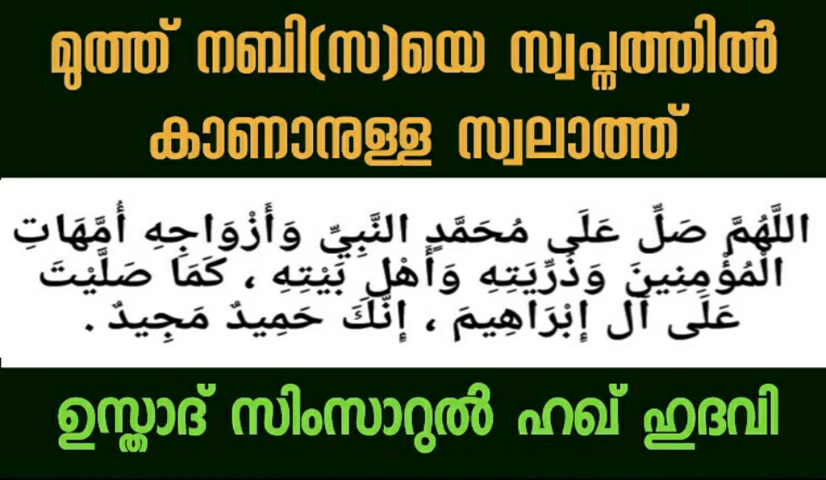 മുത്ത് നബി(സ)യെ സ്വപ്നത്തിൽ
കാണാനുള്ള സ്വലാത്ത്
اللَّهُمَّ صَلِّ عَلَى مُحَمَّدٍ النَّبِيِّ وَأَزْوَاجِهِ أُمَّهَاتِ
الْمُؤْمِنِينَ وَذُرِّيَتِهِ وَأَهْلِ بَيْتِهِ ، كَمَا صَلَّيْتَ
عَلَى آلِ إِبْرَاهِيمَ ، إِنَّكَ حَمِيدٌ مَجِيدٌ .
ഉസ്താദ് സിംസാറുൽ ഹഖ് ഹുദവി